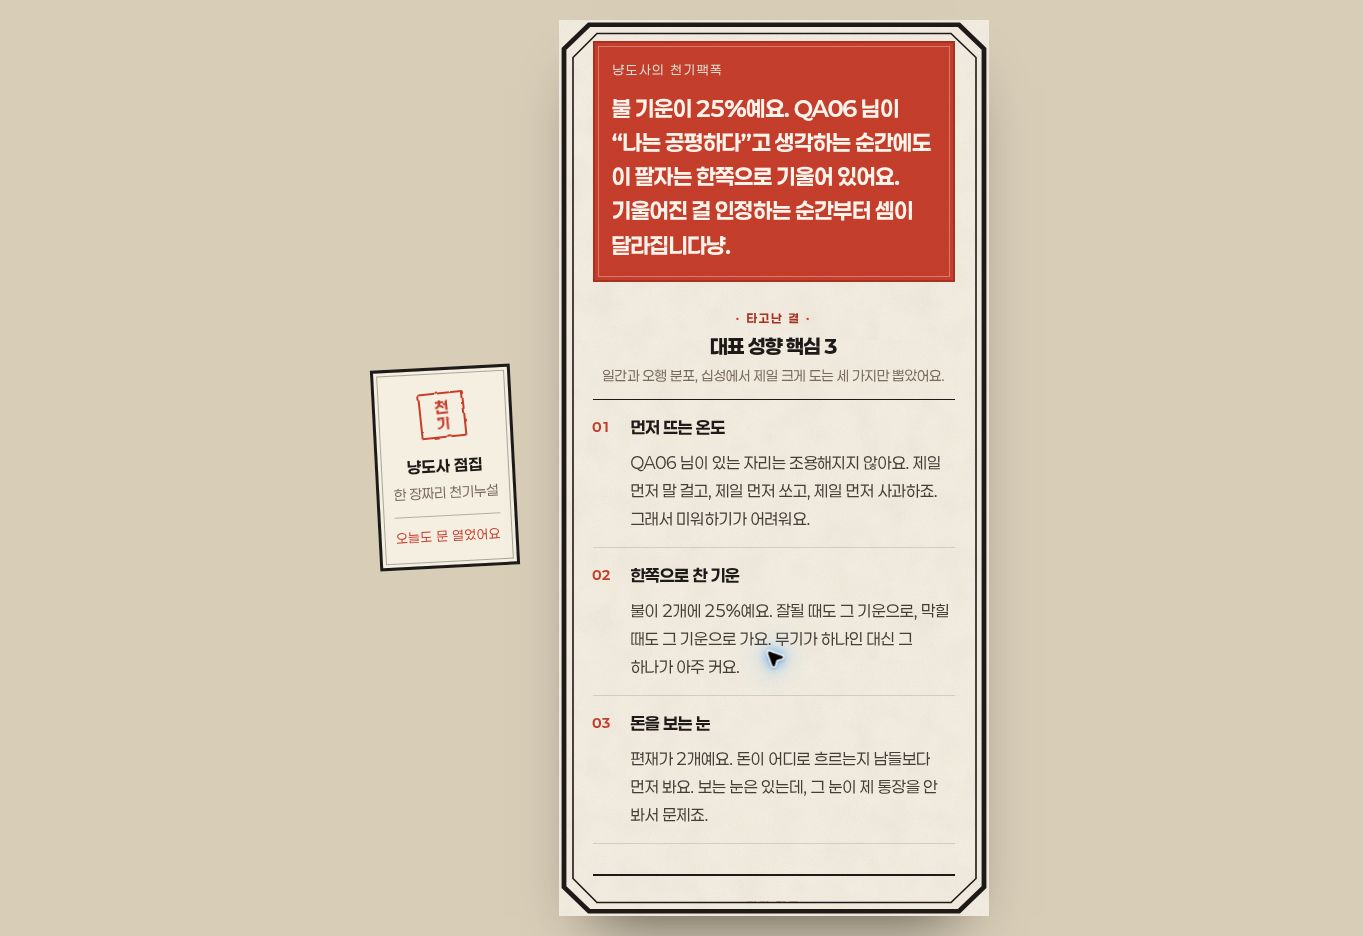 냥도사의 천기팩폭
불 기운이 25%예요. QA06 님이
“나는 공평하다”고 생각하는 순간에도
이 팔자는 한쪽으로 기울어 있어요.
기울어진 걸 인정하는 순간부터 셈이
달라집니다냥.
· 타고난 결 ·
대표 성향 핵심 3
일간과 오행 분포, 십성에서 제일 크게 도는 세 가지만 뽑았어요.
01 먼저 뜨는 온도
QA06 님이 있는 자리는 조용해지지 않아요. 제일
먼저 말 걸고, 제일 먼저 쏘고, 제일 먼저 사과하죠.
그래서 미워하기가 어려워요.
02 한쪽으로 찬 기운
불이 2개에 25%예요. 잘될 때도 그 기운으로, 막힐
때도 그 기운으로 가요. 무기가 하나인 대신 그
하나가 아주 커요.
03 돈을 보는 눈
편재가 2개예요. 돈이 어디로 흐르는지 남들보다
먼저 봐요. 보는 눈은 있는데, 그 눈이 제 통장을 안
봐서 문제죠.
천
기
냥도사 점집
한 장짜리 천기누설
오늘도 문 열었어요